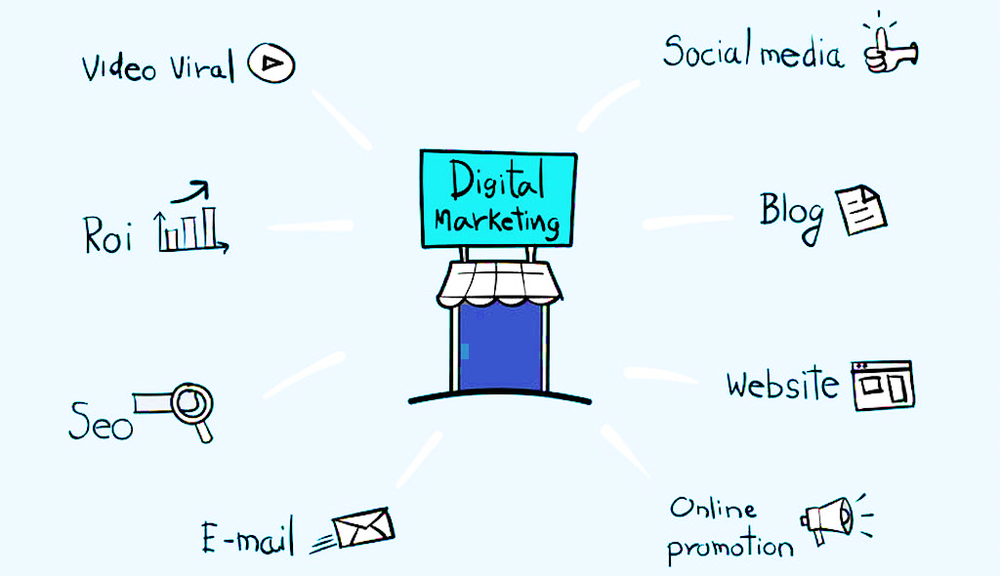 Video Viral
Social media
Digital
Marketing
Roi
Blog
Seo
Website
E-mail
Online
promotion